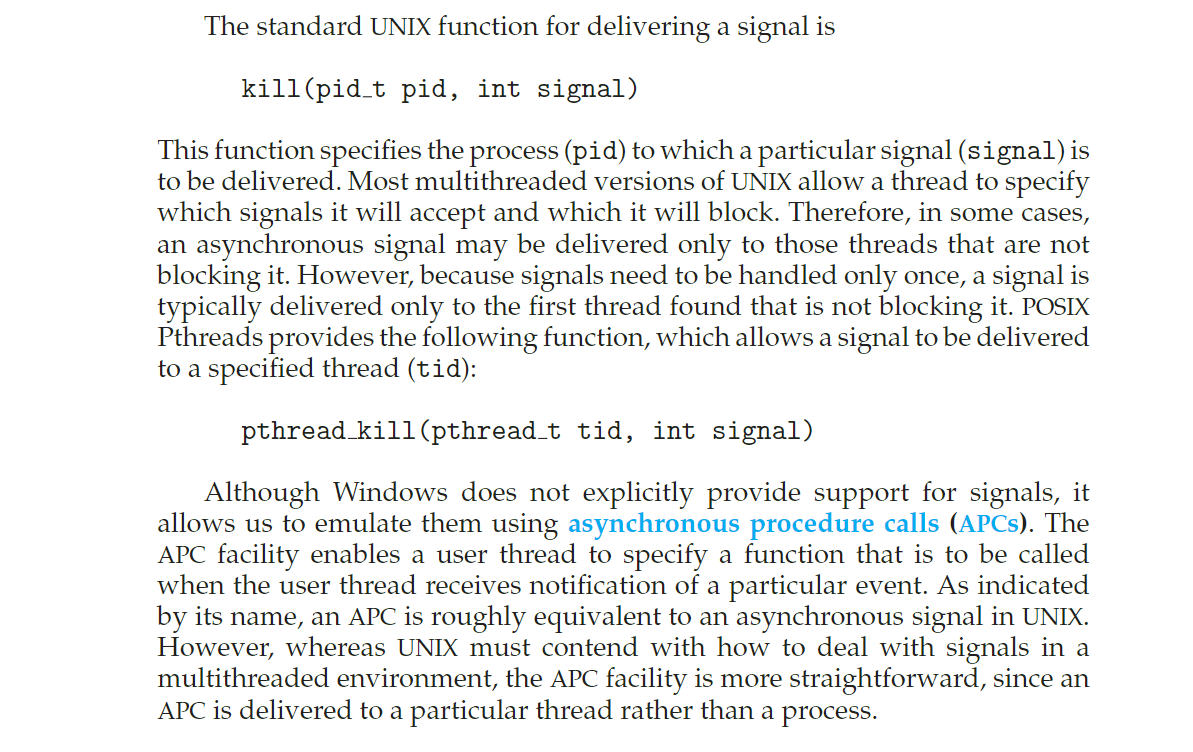 The standard UNIX function for delivering a signal is
kill(pid_t pid, int signal)
This function specifies the process (pid) to which a particular signal (signal) is
to be delivered. Most multithreaded versions of UNIX allow a thread to specify
which signals it will accept and which it will block. Therefore, in some cases,
an asynchronous signal may be delivered only to those threads that are not
blocking it. However, because signals need to be handled only once, a signal is
typically delivered only to the first thread found that is not blocking it. POSIX
Pthreads provides the following function, which allows a signal to be delivered
to a specified thread (tid):
pthread_kill(pthread_t tid, int signal)
Although Windows does not explicitly provide support for signals, it
allows us to emulate them using asynchronous procedure calls (APCs). The
APC facility enables a user thread to specify a function that is to be called
when the user thread receives notification of a particular event. As indicated
by its name, an APC is roughly equivalent to an asynchronous signal in UNIX.
However, whereas UNIX must contend with how to deal with signals in a
multithreaded environment, the APC facility is more straightforward, since an
APC is delivered to a particular thread rather than a process.